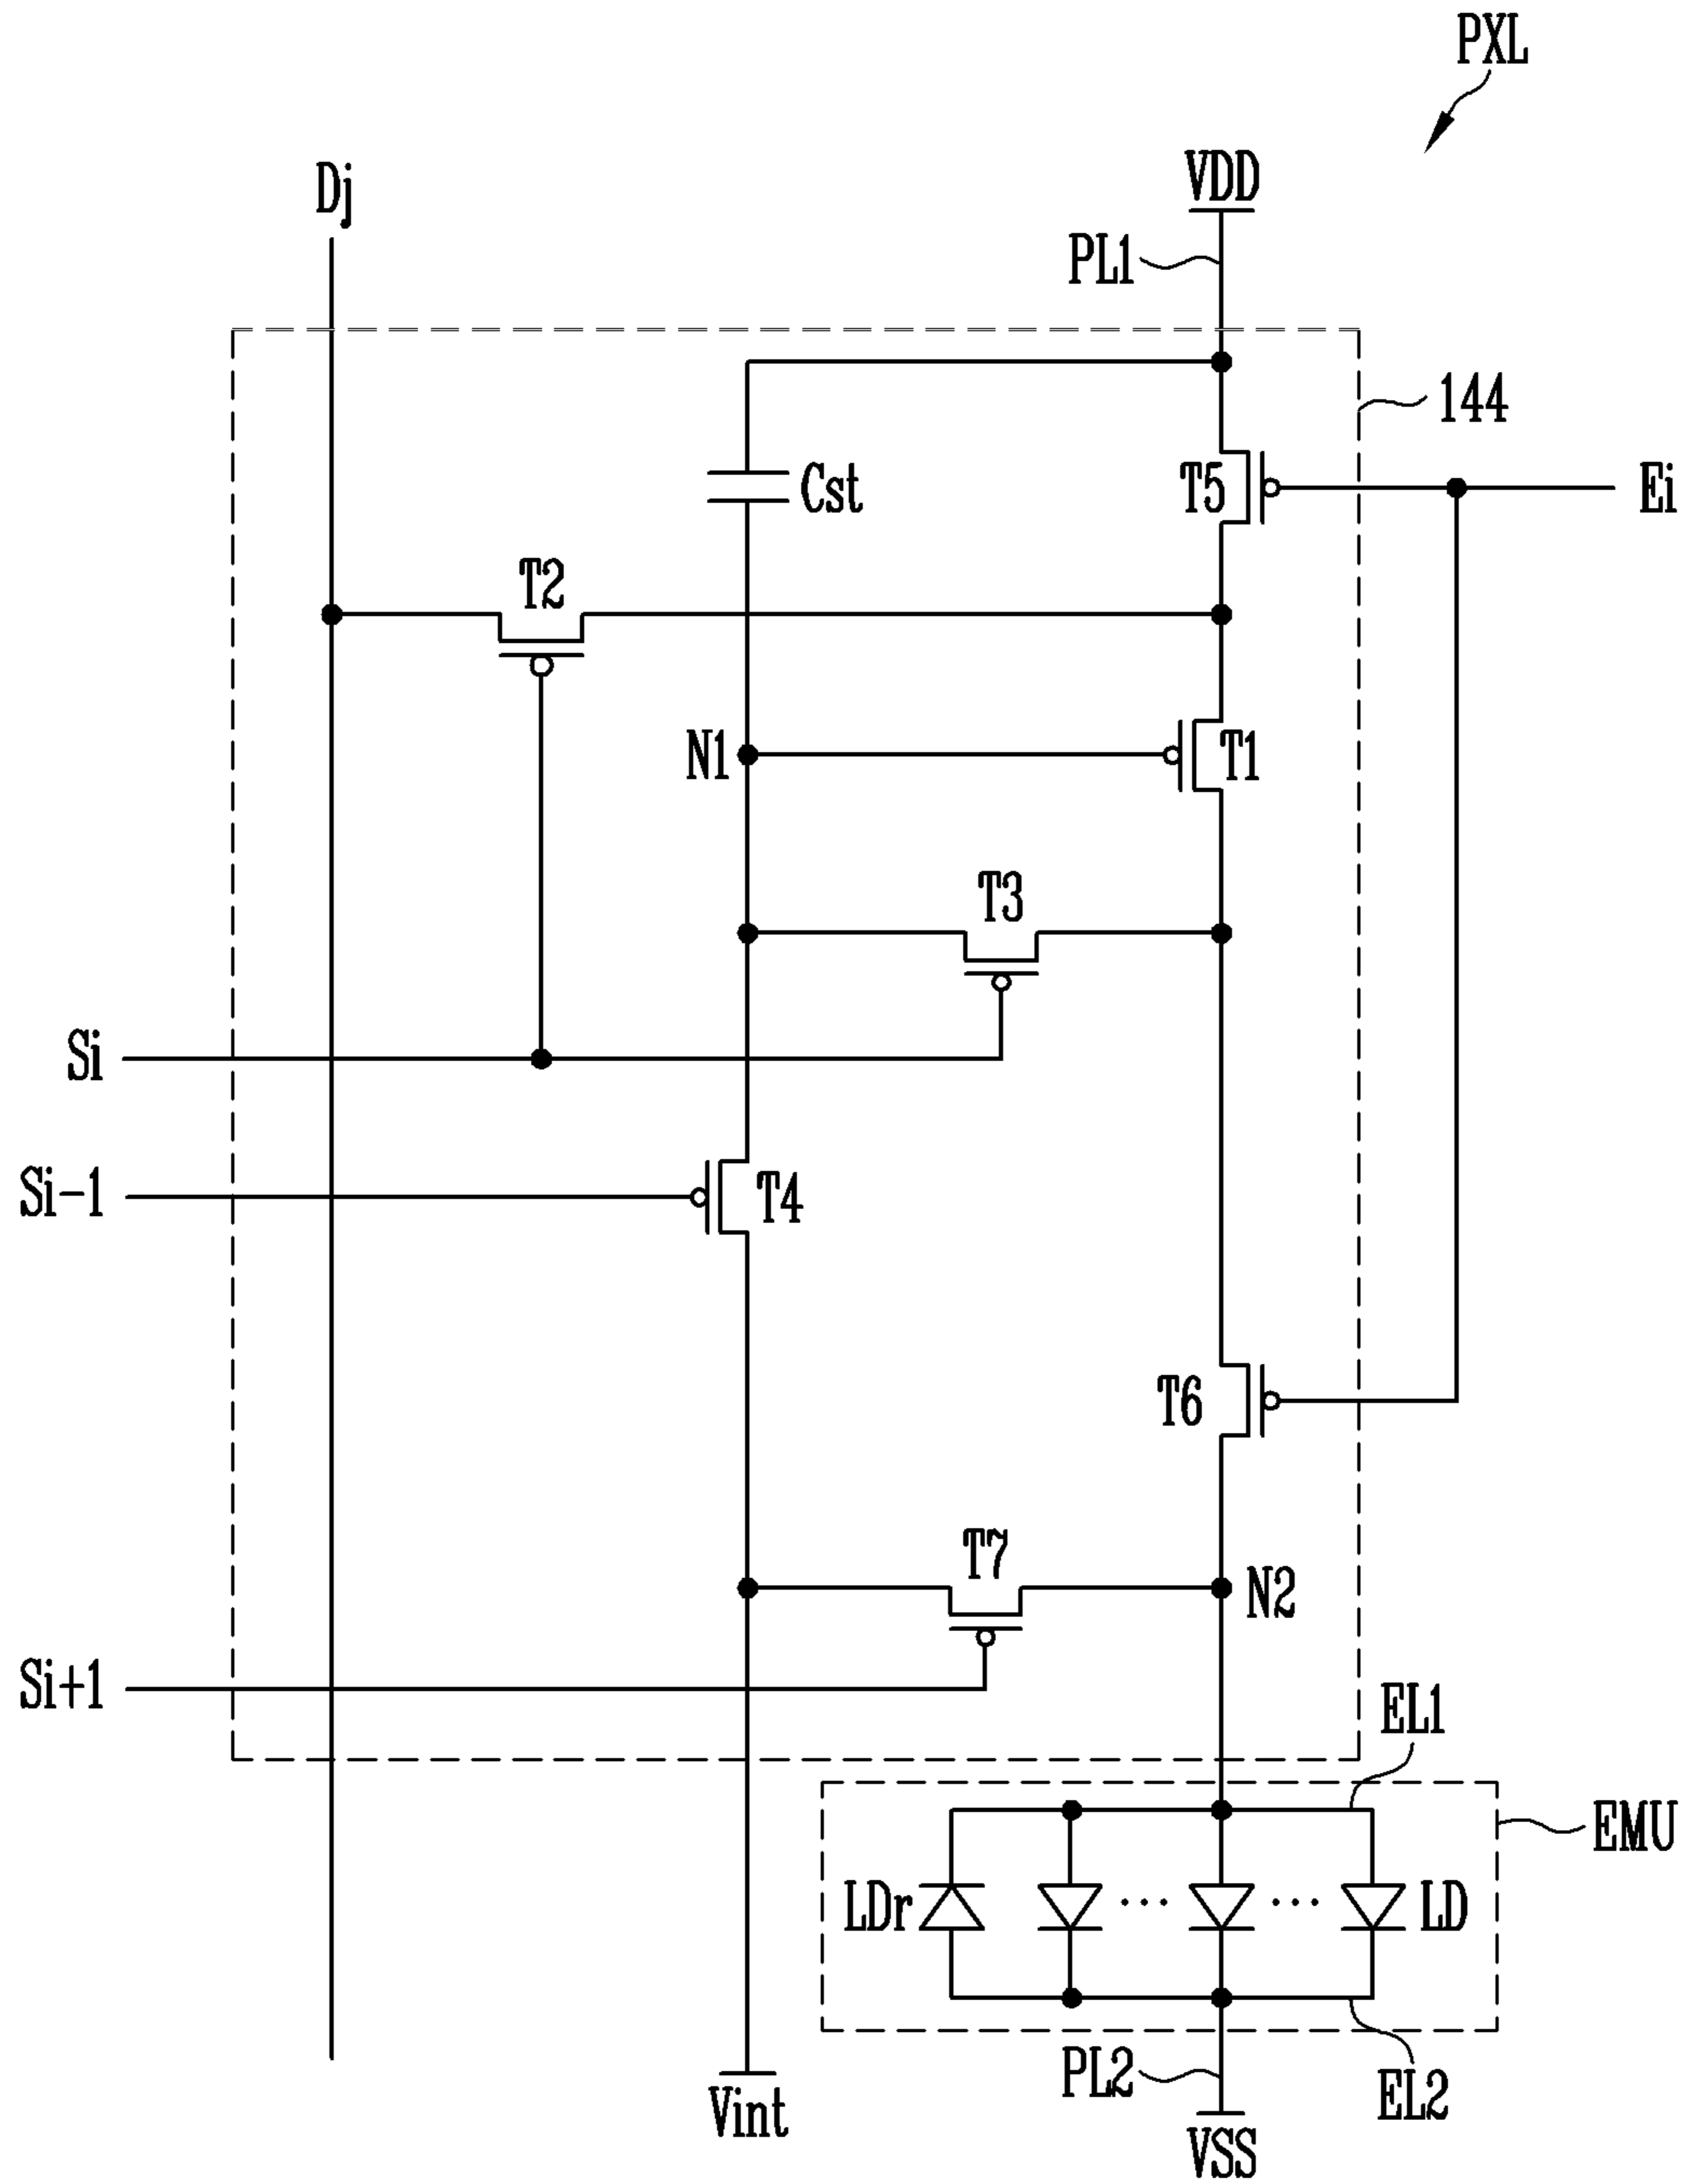 PXL
Dj
VDD
PL1
144
Cst
T5
Ei
T2
N1
T1
T3
Si
Si-1
T4
T6
T7
N2
Si+1
EL1
EMU
LDr
LD
PL2
EL2
Vint
VSS